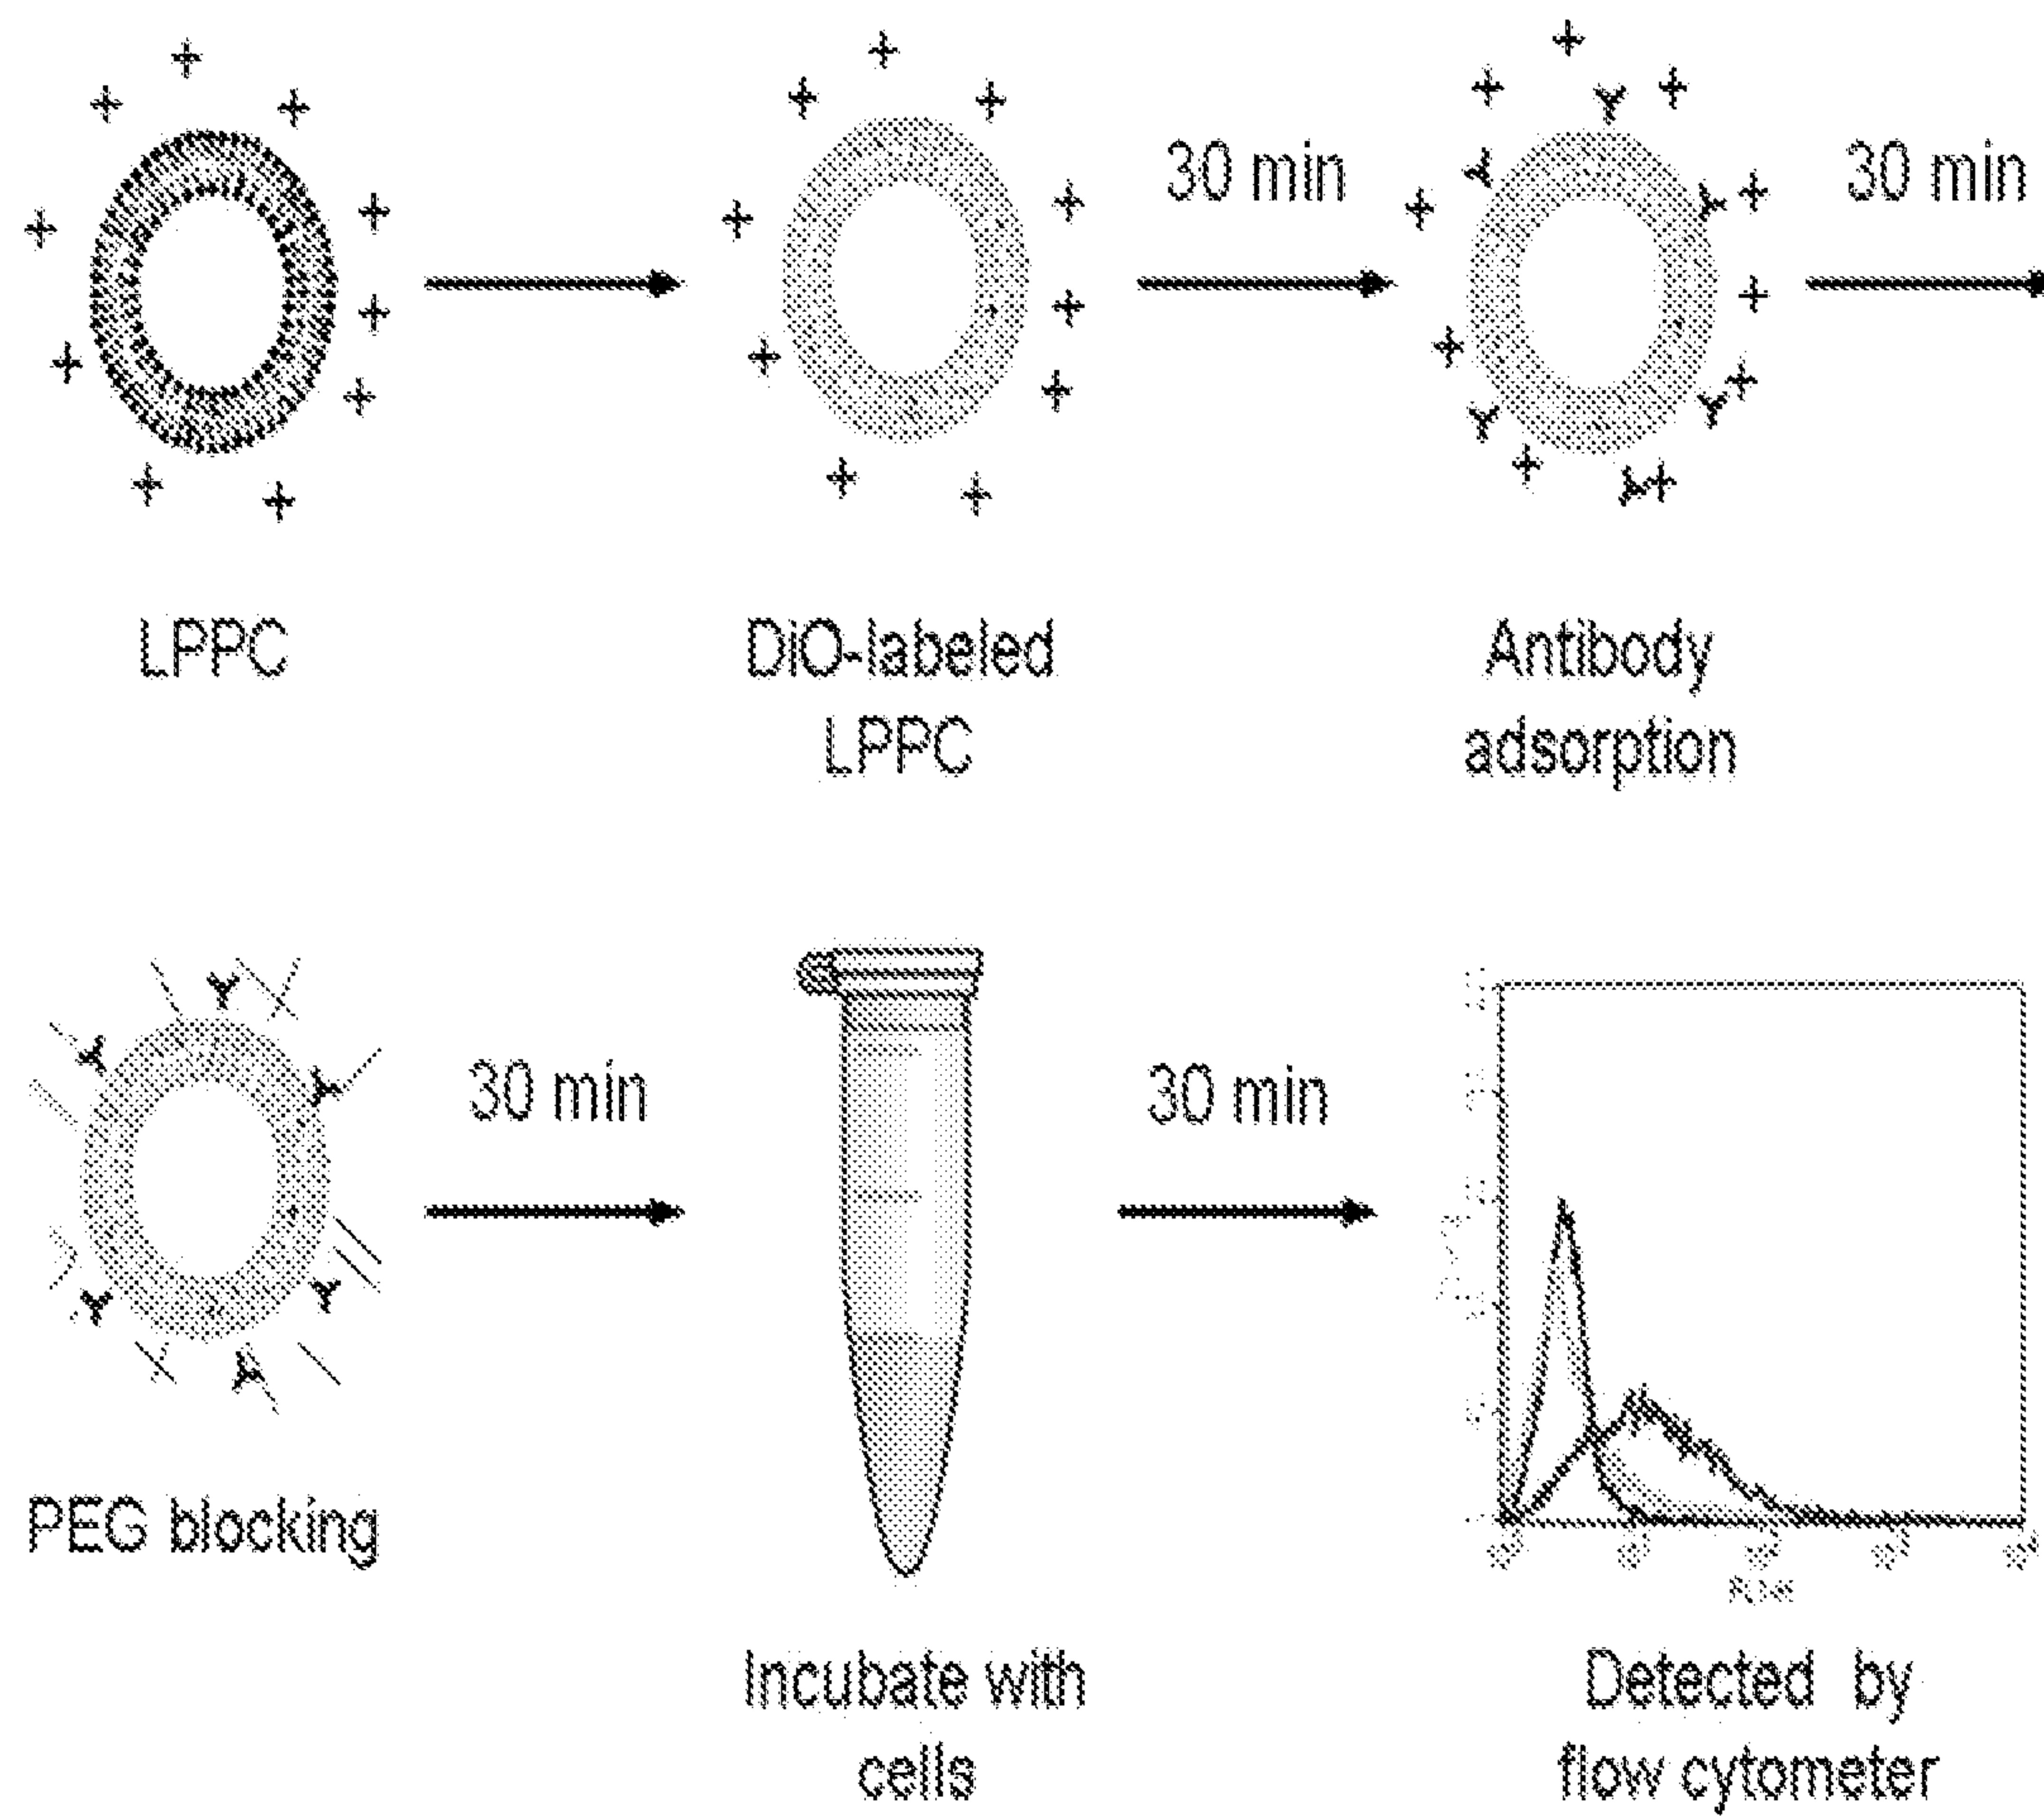 30 min
30 min
LPPC
DiO-labeled
LPPC
Antibody
adsorption
30 min
30 min
PEG blocking
Incubate with
cells
Detected by
flow cytometer